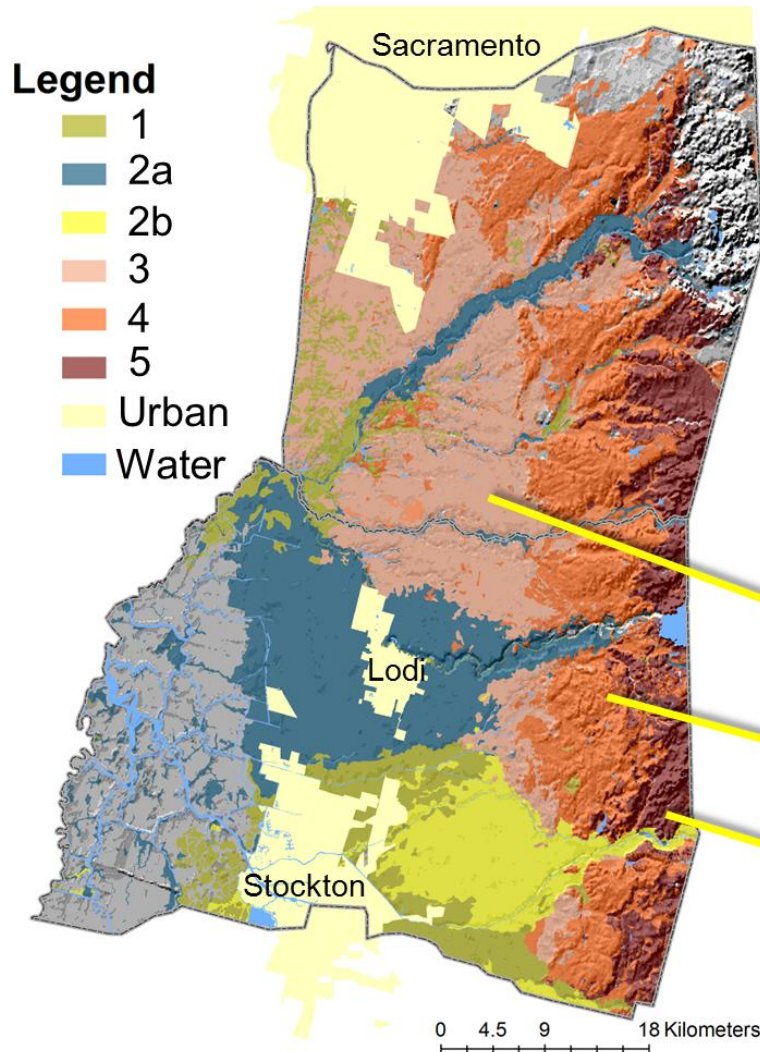 Sacramento
Legend
1
2a
2b
3
4
5
Urban
Water
Lodi
Stockton
0 4.5 9 18 Kilometers